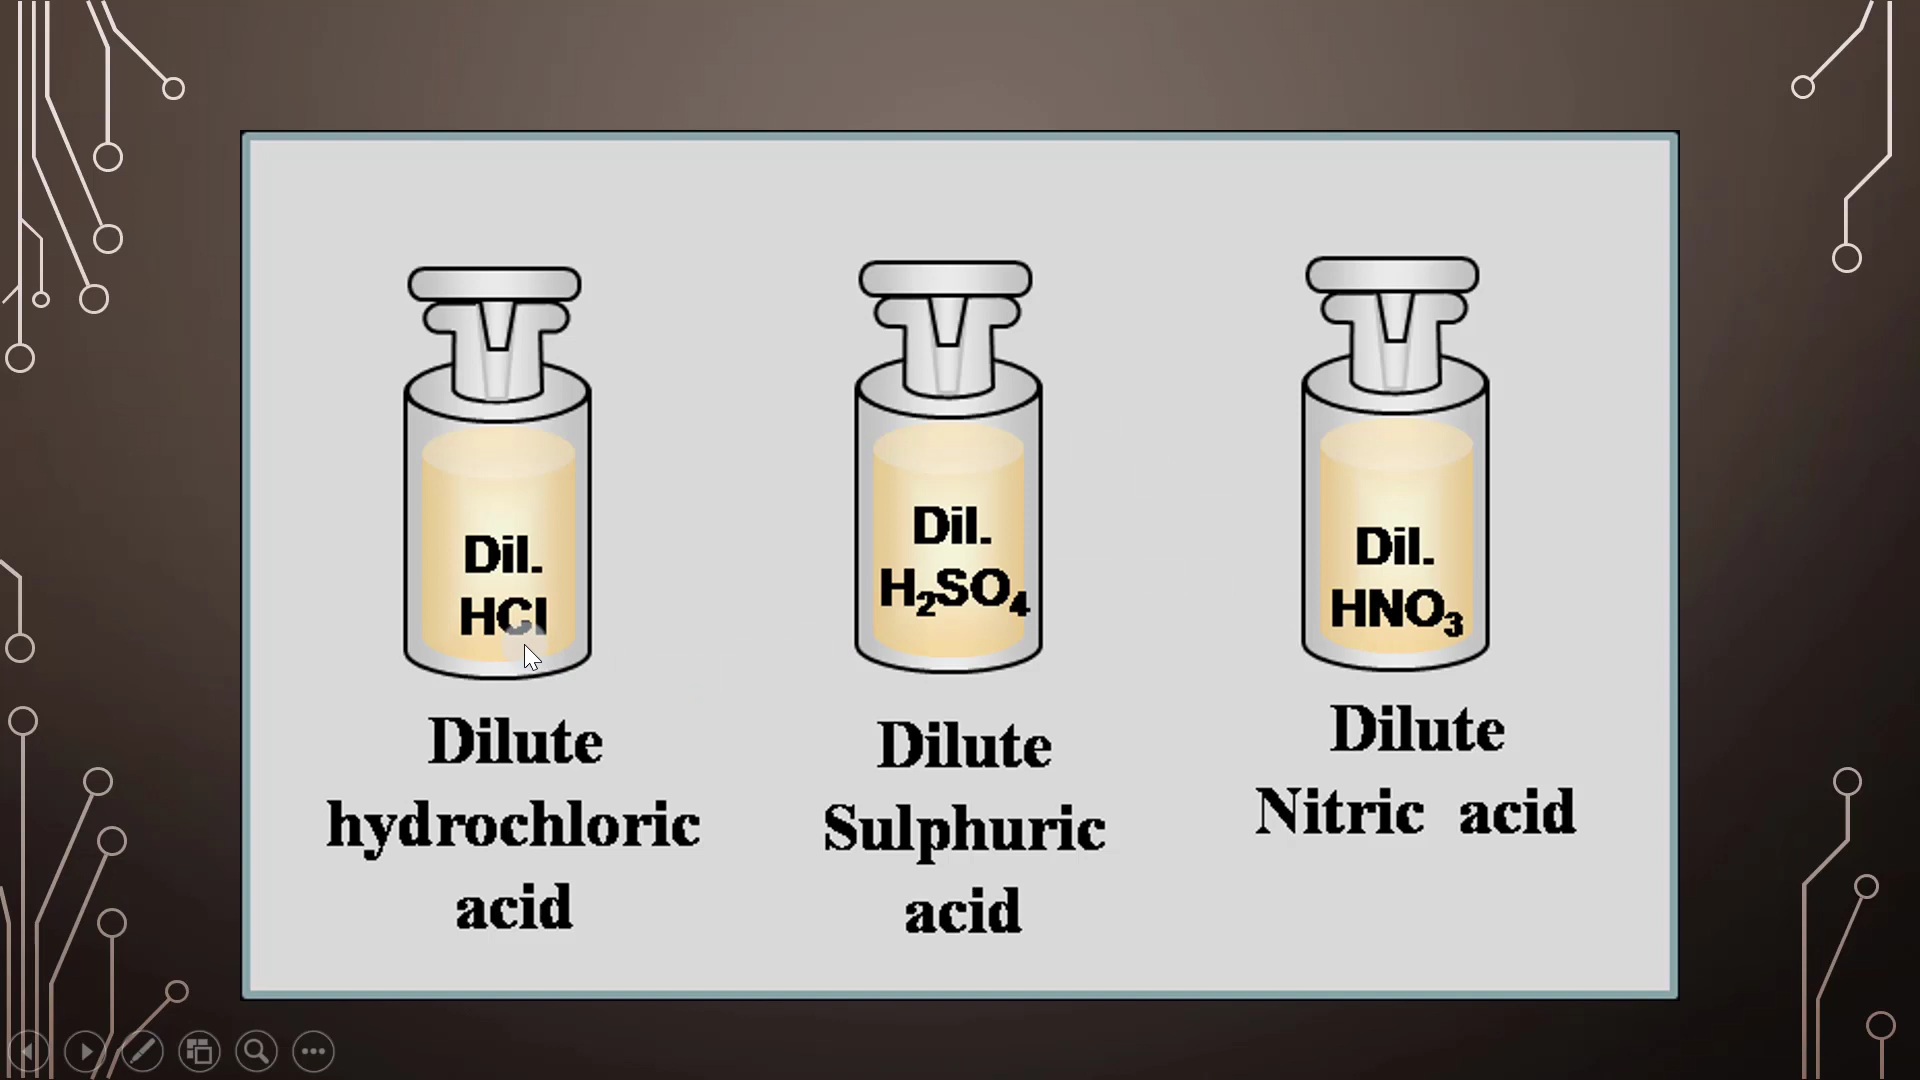 Dil.
HCl
Dil.
H₂SO₄
Dil.
HNO₃
Dilute
hydrochloric
acid
Dilute
Sulphuric
acid
Dilute
Nitric acid